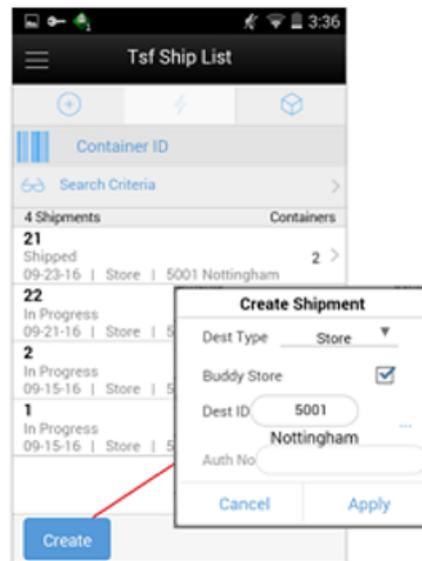 3:36
Tsf Ship List
Container ID
Search Criteria
4 Shipments Containers
21
Shipped 2
09-23-16 | Store | 5001 Nottingham
22
In Progress
09-21-16 | Store | 5
2
In Progress
09-15-16 | Store | 5
1
In Progress
09-15-16 | Store | 5
Create
Create Shipment
Dest Type Store
Buddy Store
Dest ID 5001 ...
Nottingham
Auth No
Cancel Apply